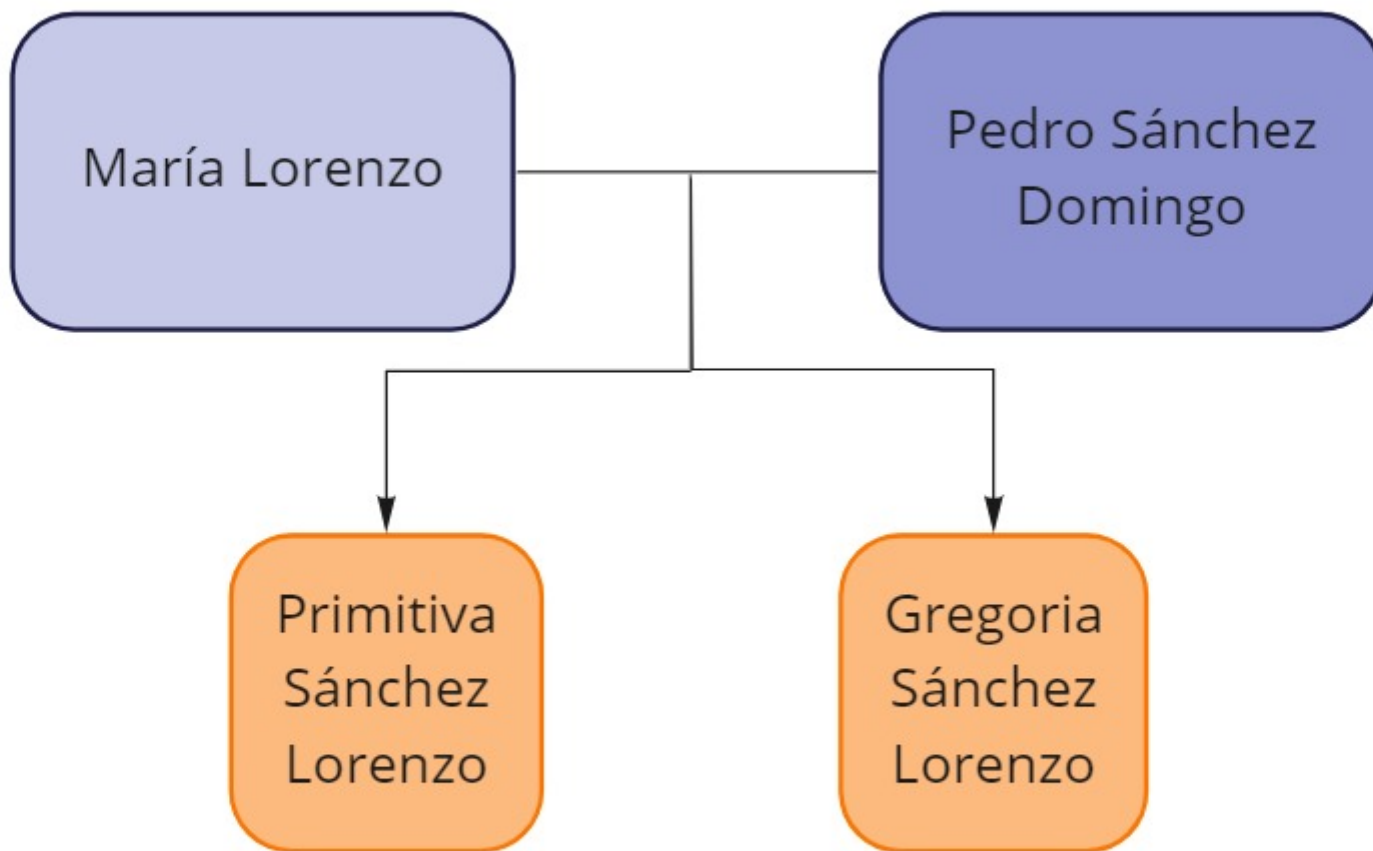 María Lorenzo
Pedro Sánchez
Domingo
Primitiva
Sánchez
Lorenzo
Gregoria
Sánchez
Lorenzo